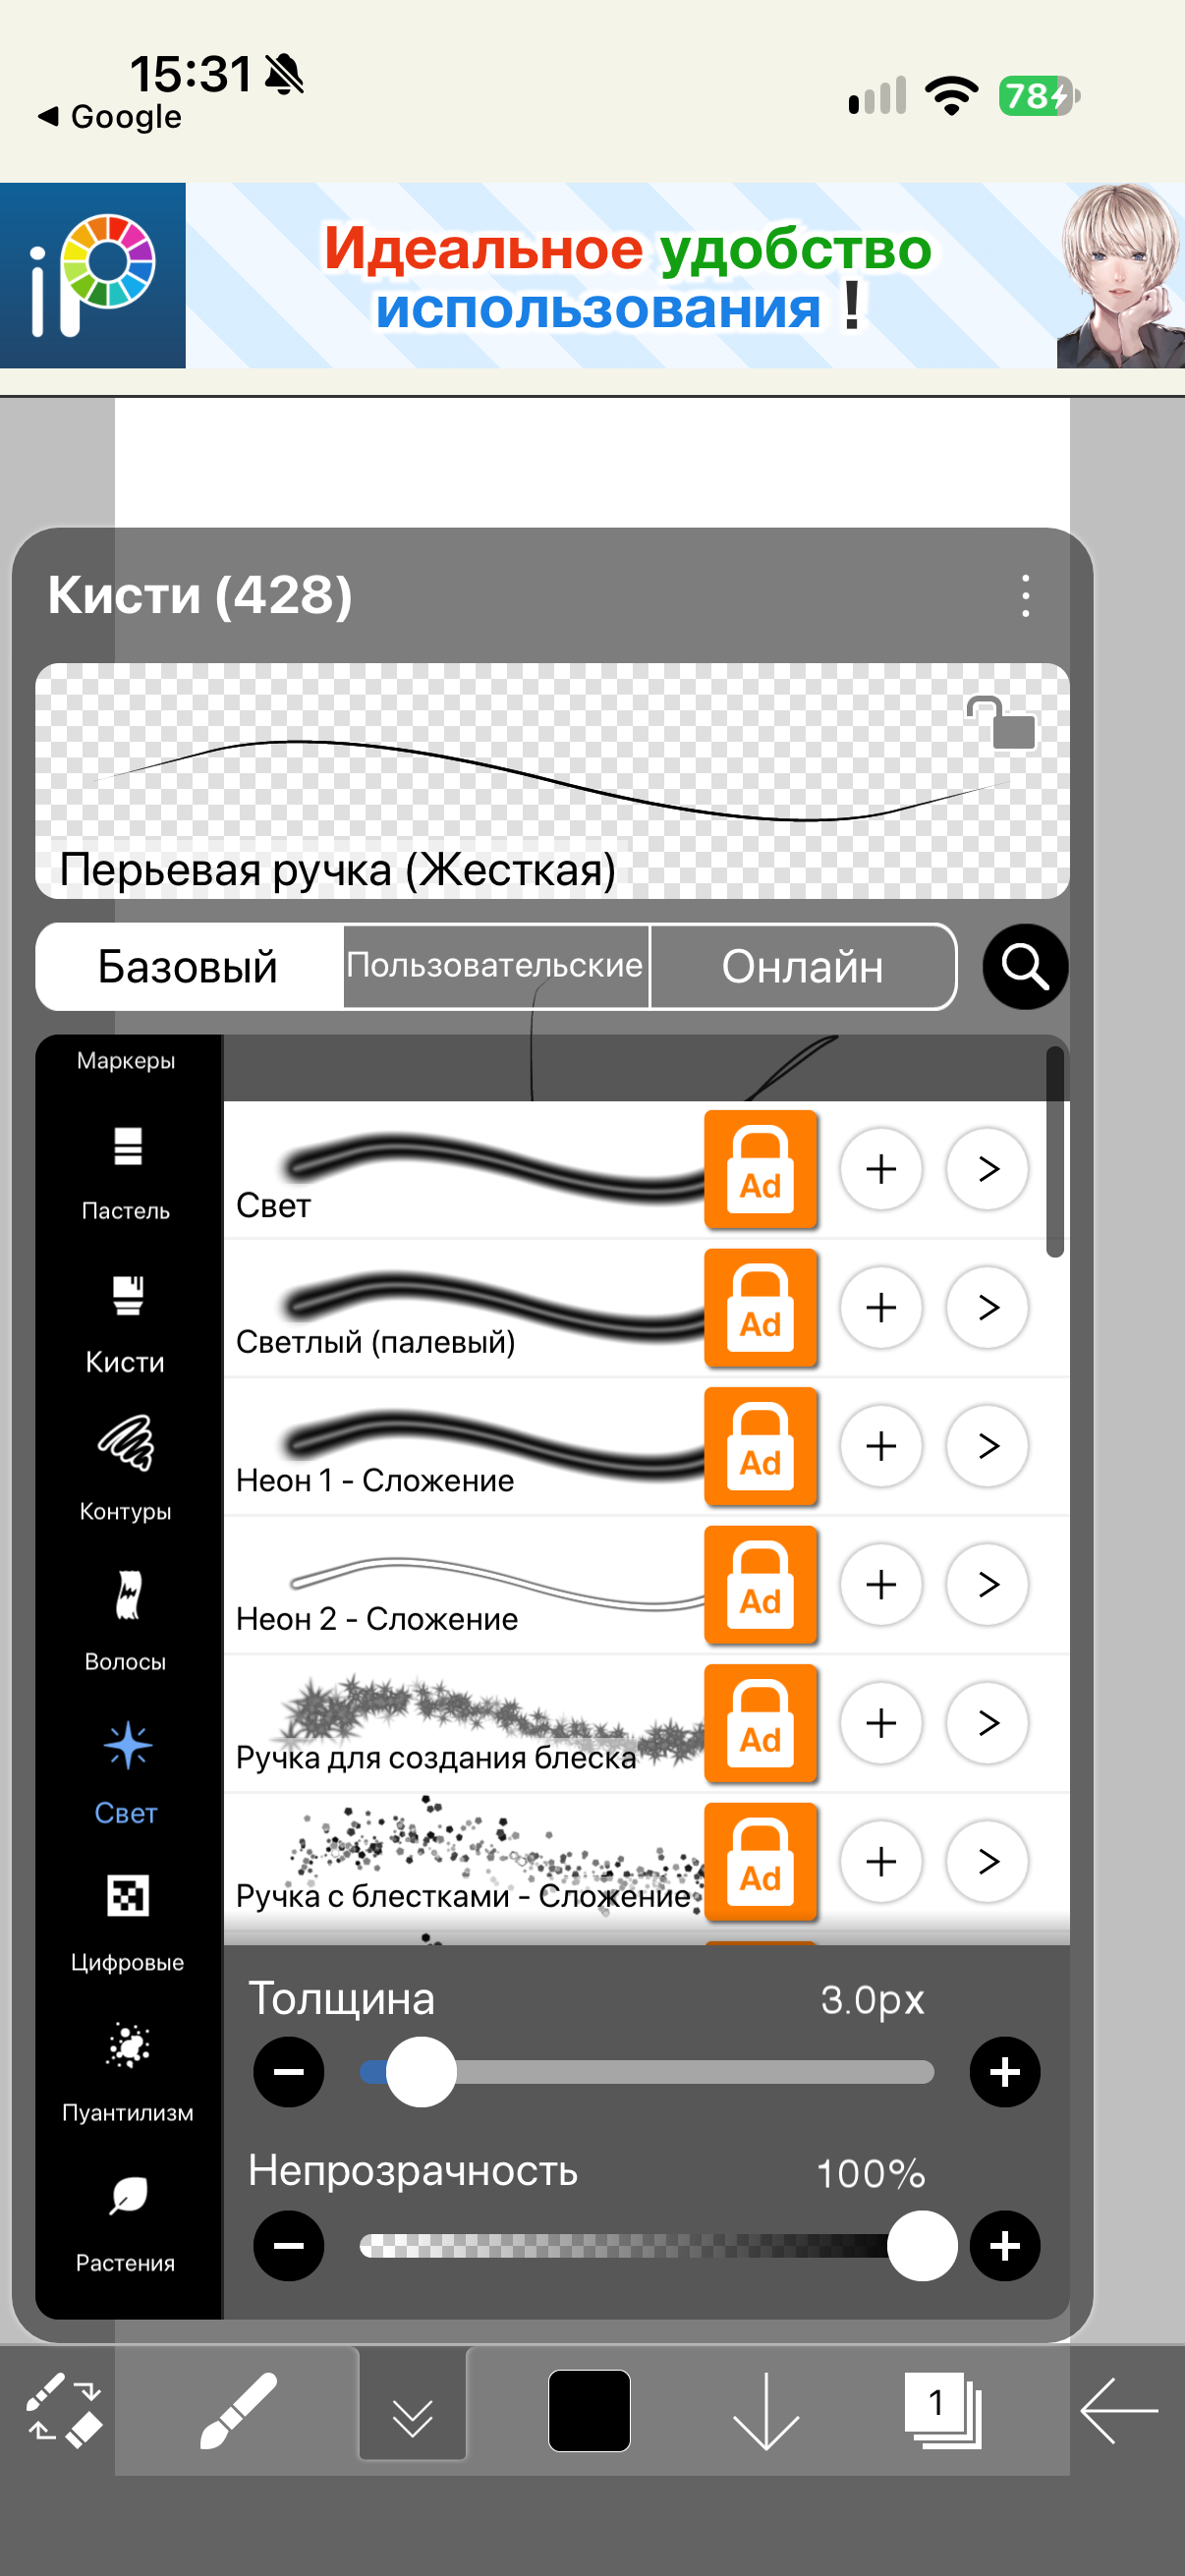 15:31
Google
78
iP
Идеальное удобство
использования!
Кисти (428)
Перьевая ручка (Жесткая)
Базовый
Пользовательские
Онлайн
Маркеры
Пастель
Кисти
Контуры
Волосы
Свет
Цифровые
Пуантилизм
Растения
Свет
Ad
Светлый (палевый)
Ad
Неон 1 - Сложение
Ad
Неон 2 - Сложение
Ad
Ручка для создания блеска
Ad
Ручка с блестками - Сложение
Ad
Толщина
3.0px
Непрозрачность
100%
1